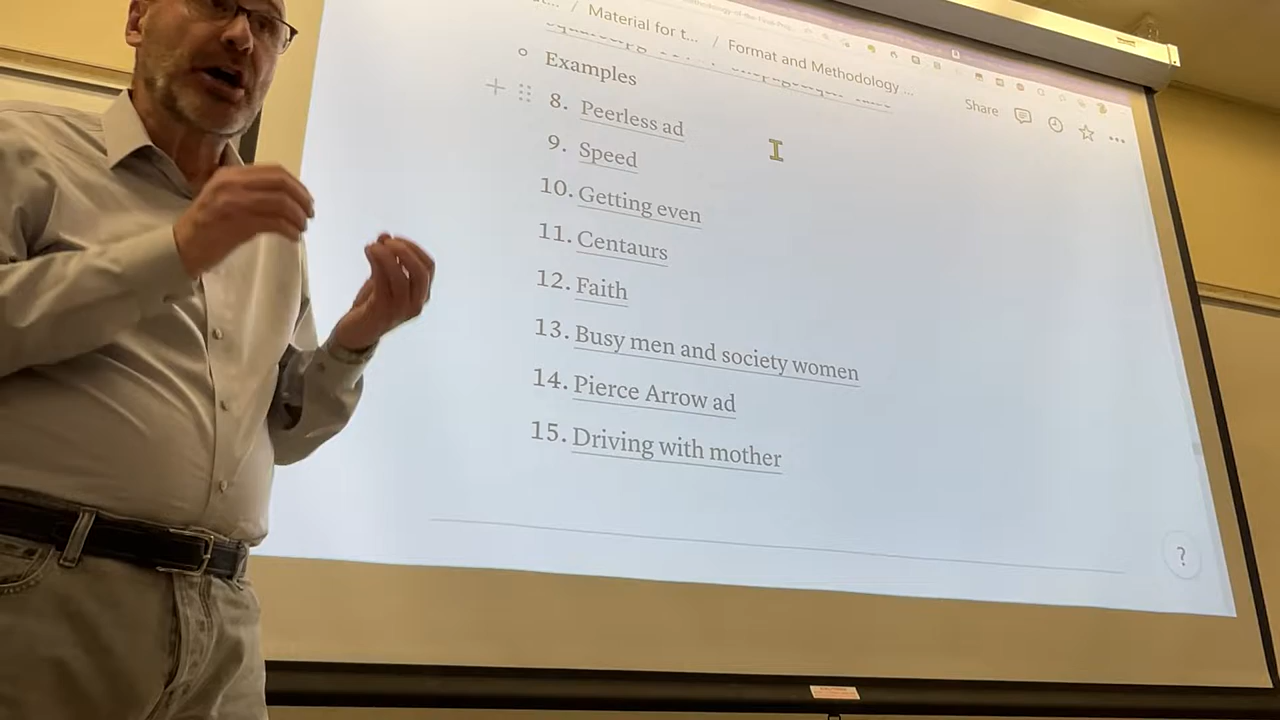 / Material for t... / Format and Methodology ...
Share
Examples
8. Peerless ad
9. Speed
10. Getting even
11. Centaurs
12. Faith
13. Busy men and society women
14. Pierce Arrow ad
15. Driving with mother
?